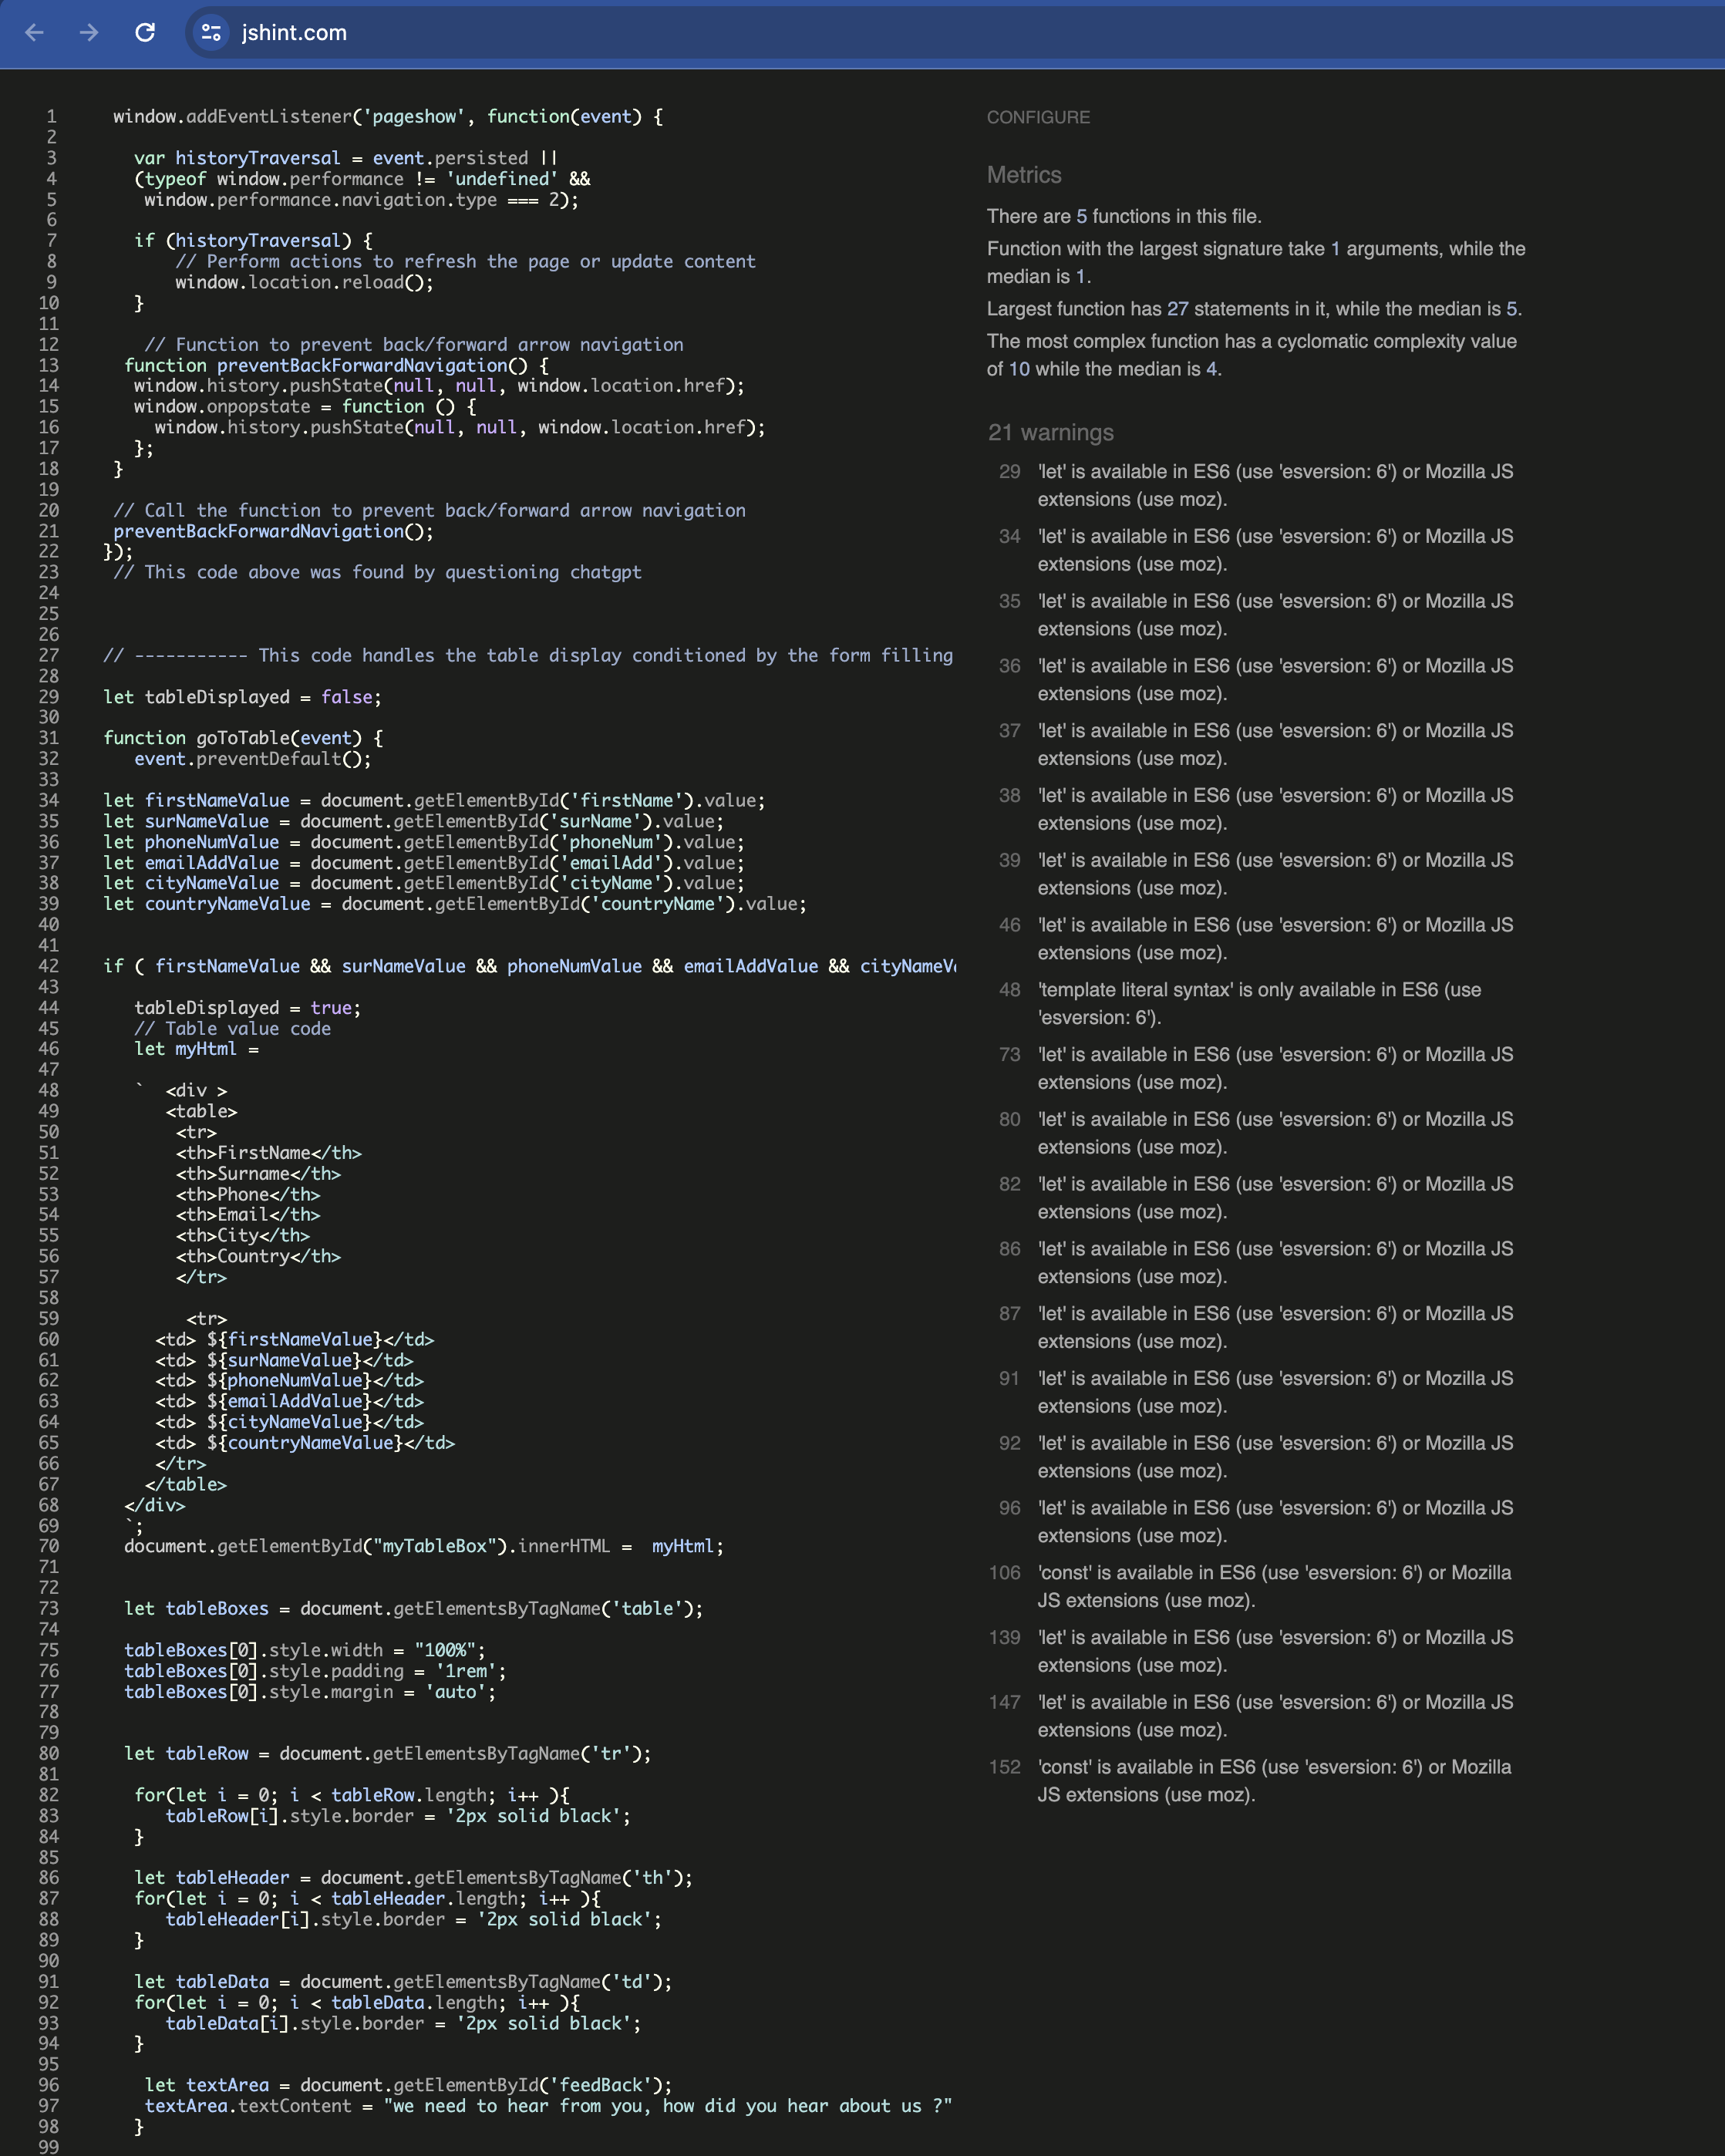 jshint.com
1 window.addEventListener('pageshow', function(event) {
2
3 var historyTraversal = event.persisted ||
4 (typeof window.performance != 'undefined' &&
5 window.performance.navigation.type === 2);
6
7 if (historyTraversal) {
8 // Perform actions to refresh the page or update content
9 window.location.reload();
10 }
11
12 // Function to prevent back/forward arrow navigation
13 function preventBackForwardNavigation() {
14 window.history.pushState(null, null, window.location.href);
15 window.onpopstate = function () {
16 window.history.pushState(null, null, window.location.href);
17 };
18 }
19
20 // Call the function to prevent back/forward arrow navigation
21 preventBackForwardNavigation();
22 });
23 // This code above was found by questioning chatgpt
24
25
26
27 // ----------- This code handles the table display conditioned by the form filling
28
29 let tableDisplayed = false;
30
31 function goToTable(event) {
32 event.preventDefault();
33
34 let firstNameValue = document.getElementById('firstName').value;
35 let surNameValue = document.getElementById('surName').value;
36 let phoneNumValue = document.getElementById('phoneNum').value;
37 let emailAddValue = document.getElementById('emailAdd').value;
38 let cityNameValue = document.getElementById('cityName').value;
39 let countryNameValue = document.getElementById('countryName').value;
40
41
42 if ( firstNameValue && surNameValue && phoneNumValue && emailAddValue && cityNameV
43
44 tableDisplayed = true;
45 // Table value code
46 let myHtml =
47
48 ` <div >
49 <table>
50 <tr>
51 <th>FirstName</th>
52 <th>Surname</th>
53 <th>Phone</th>
54 <th>Email</th>
55 <th>City</th>
56 <th>Country</th>
57 </tr>
58
59 <tr>
60 <td> ${firstNameValue}</td>
61 <td> ${surNameValue}</td>
62 <td> ${phoneNumValue}</td>
63 <td> ${emailAddValue}</td>
64 <td> ${cityNameValue}</td>
65 <td> ${countryNameValue}</td>
66 </tr>
67 </table>
68 </div>
69 `;
70 document.getElementById("myTableBox").innerHTML = myHtml;
71
72
73 let tableBoxes = document.getElementsByTagName('table');
74
75 tableBoxes[0].style.width = "100%";
76 tableBoxes[0].style.padding = '1rem';
77 tableBoxes[0].style.margin = 'auto';
78
79
80 let tableRow = document.getElementsByTagName('tr');
81
82 for(let i = 0; i < tableRow.length; i++ ){
83 tableRow[i].style.border = '2px solid black';
84 }
85
86 let tableHeader = document.getElementsByTagName('th');
87 for(let i = 0; i < tableHeader.length; i++ ){
88 tableHeader[i].style.border = '2px solid black';
89 }
90
91 let tableData = document.getElementsByTagName('td');
92 for(let i = 0; i < tableData.length; i++ ){
93 tableData[i].style.border = '2px solid black';
94 }
95
96 let textArea = document.getElementById('feedBack');
97 textArea.textContent = "we need to hear from you, how did you hear about us ?"
98 }
99
CONFIGURE
Metrics
There are 5 functions in this file.
Function with the largest signature take 1 arguments, while the
median is 1.
Largest function has 27 statements in it, while the median is 5.
The most complex function has a cyclomatic complexity value
of 10 while the median is 4.
21 warnings
29 'let' is available in ES6 (use 'esversion: 6') or Mozilla JS
extensions (use moz).
34 'let' is available in ES6 (use 'esversion: 6') or Mozilla JS
extensions (use moz).
35 'let' is available in ES6 (use 'esversion: 6') or Mozilla JS
extensions (use moz).
36 'let' is available in ES6 (use 'esversion: 6') or Mozilla JS
extensions (use moz).
37 'let' is available in ES6 (use 'esversion: 6') or Mozilla JS
extensions (use moz).
38 'let' is available in ES6 (use 'esversion: 6') or Mozilla JS
extensions (use moz).
39 'let' is available in ES6 (use 'esversion: 6') or Mozilla JS
extensions (use moz).
46 'let' is available in ES6 (use 'esversion: 6') or Mozilla JS
extensions (use moz).
48 'template literal syntax' is only available in ES6 (use
'esversion: 6').
73 'let' is available in ES6 (use 'esversion: 6') or Mozilla JS
extensions (use moz).
80 'let' is available in ES6 (use 'esversion: 6') or Mozilla JS
extensions (use moz).
82 'let' is available in ES6 (use 'esversion: 6') or Mozilla JS
extensions (use moz).
86 'let' is available in ES6 (use 'esversion: 6') or Mozilla JS
extensions (use moz).
87 'let' is available in ES6 (use 'esversion: 6') or Mozilla JS
extensions (use moz).
91 'let' is available in ES6 (use 'esversion: 6') or Mozilla JS
extensions (use moz).
92 'let' is available in ES6 (use 'esversion: 6') or Mozilla JS
extensions (use moz).
96 'let' is available in ES6 (use 'esversion: 6') or Mozilla JS
extensions (use moz).
106 'const' is available in ES6 (use 'esversion: 6') or Mozilla
JS extensions (use moz).
139 'let' is available in ES6 (use 'esversion: 6') or Mozilla JS
extensions (use moz).
147 'let' is available in ES6 (use 'esversion: 6') or Mozilla JS
extensions (use moz).
152 'const' is available in ES6 (use 'esversion: 6') or Mozilla
JS extensions (use moz).